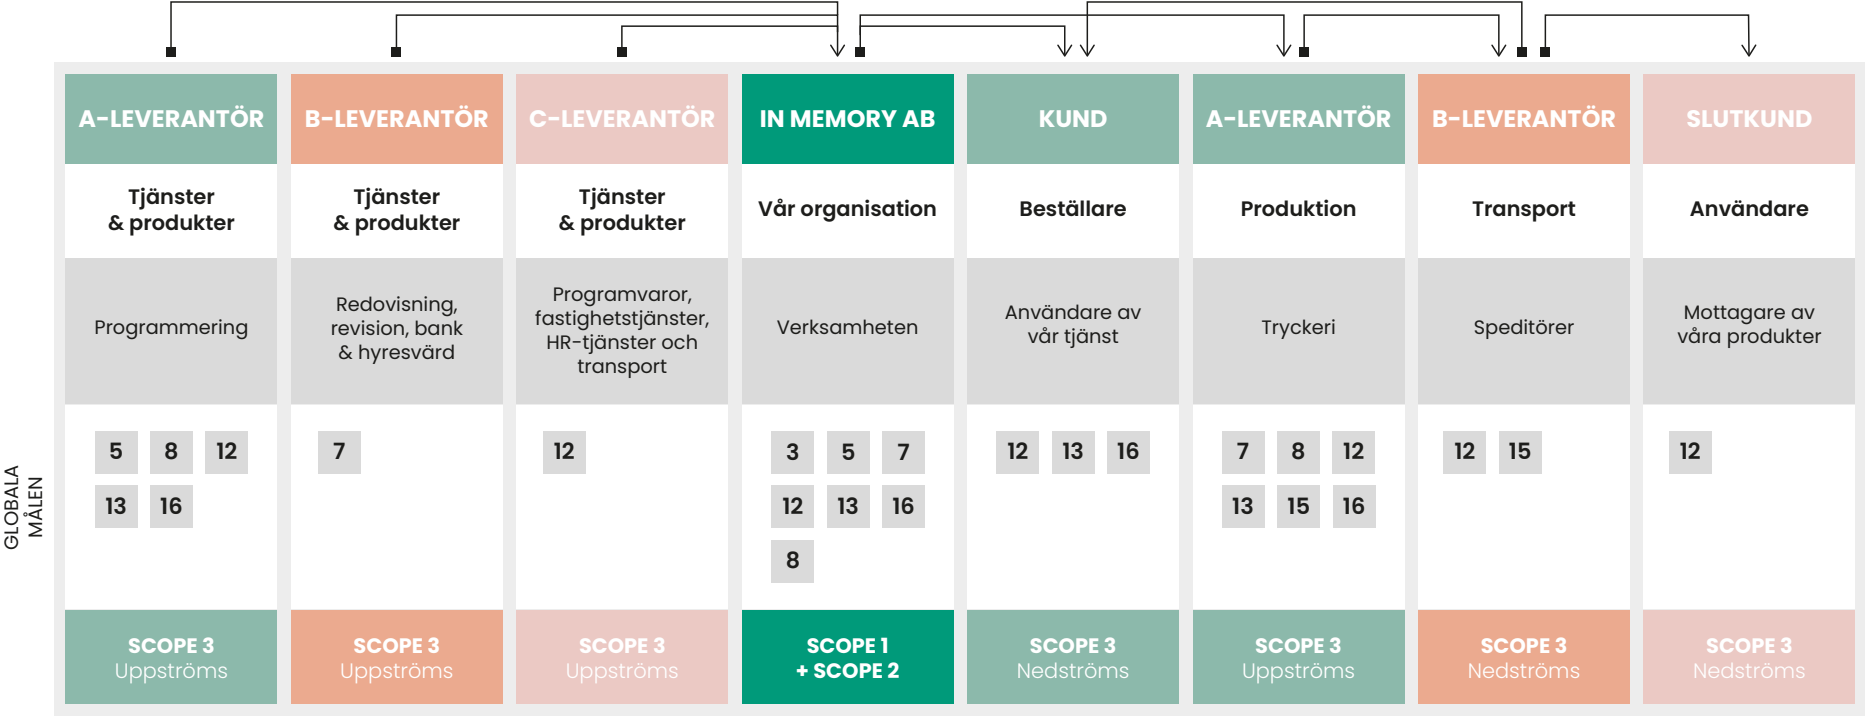 A-LEVERANTÖR
Tjänster
& produkter
Programmering
5 8 12
13 16
SCOPE 3
Uppströms
B-LEVERANTÖR
Tjänster
& produkter
Redovisning,
revision, bank
& hyresvärd
7
SCOPE 3
Uppströms
C-LEVERANTÖR
Tjänster
& produkter
Programvaror,
fastighetstjänster,
HR-tjänster och
transport
12
SCOPE 3
Uppströms
IN MEMORY AB
Vår organisation
Verksamheten
3 5 7
12 13 16
8
SCOPE 1
+ SCOPE 2
KUND
Beställare
Användare av
vår tjänst
12 13 16
SCOPE 3
Nedströms
A-LEVERANTÖR
Produktion
Tryckeri
7 8 12
13 15 16
SCOPE 3
Uppströms
B-LEVERANTÖR
Transport
Speditörer
12 15
SCOPE 3
Nedströms
SLUTKUND
Användare
Mottagare av
våra produkter
12
SCOPE 3
Nedströms
GLOBALA
MÅLEN